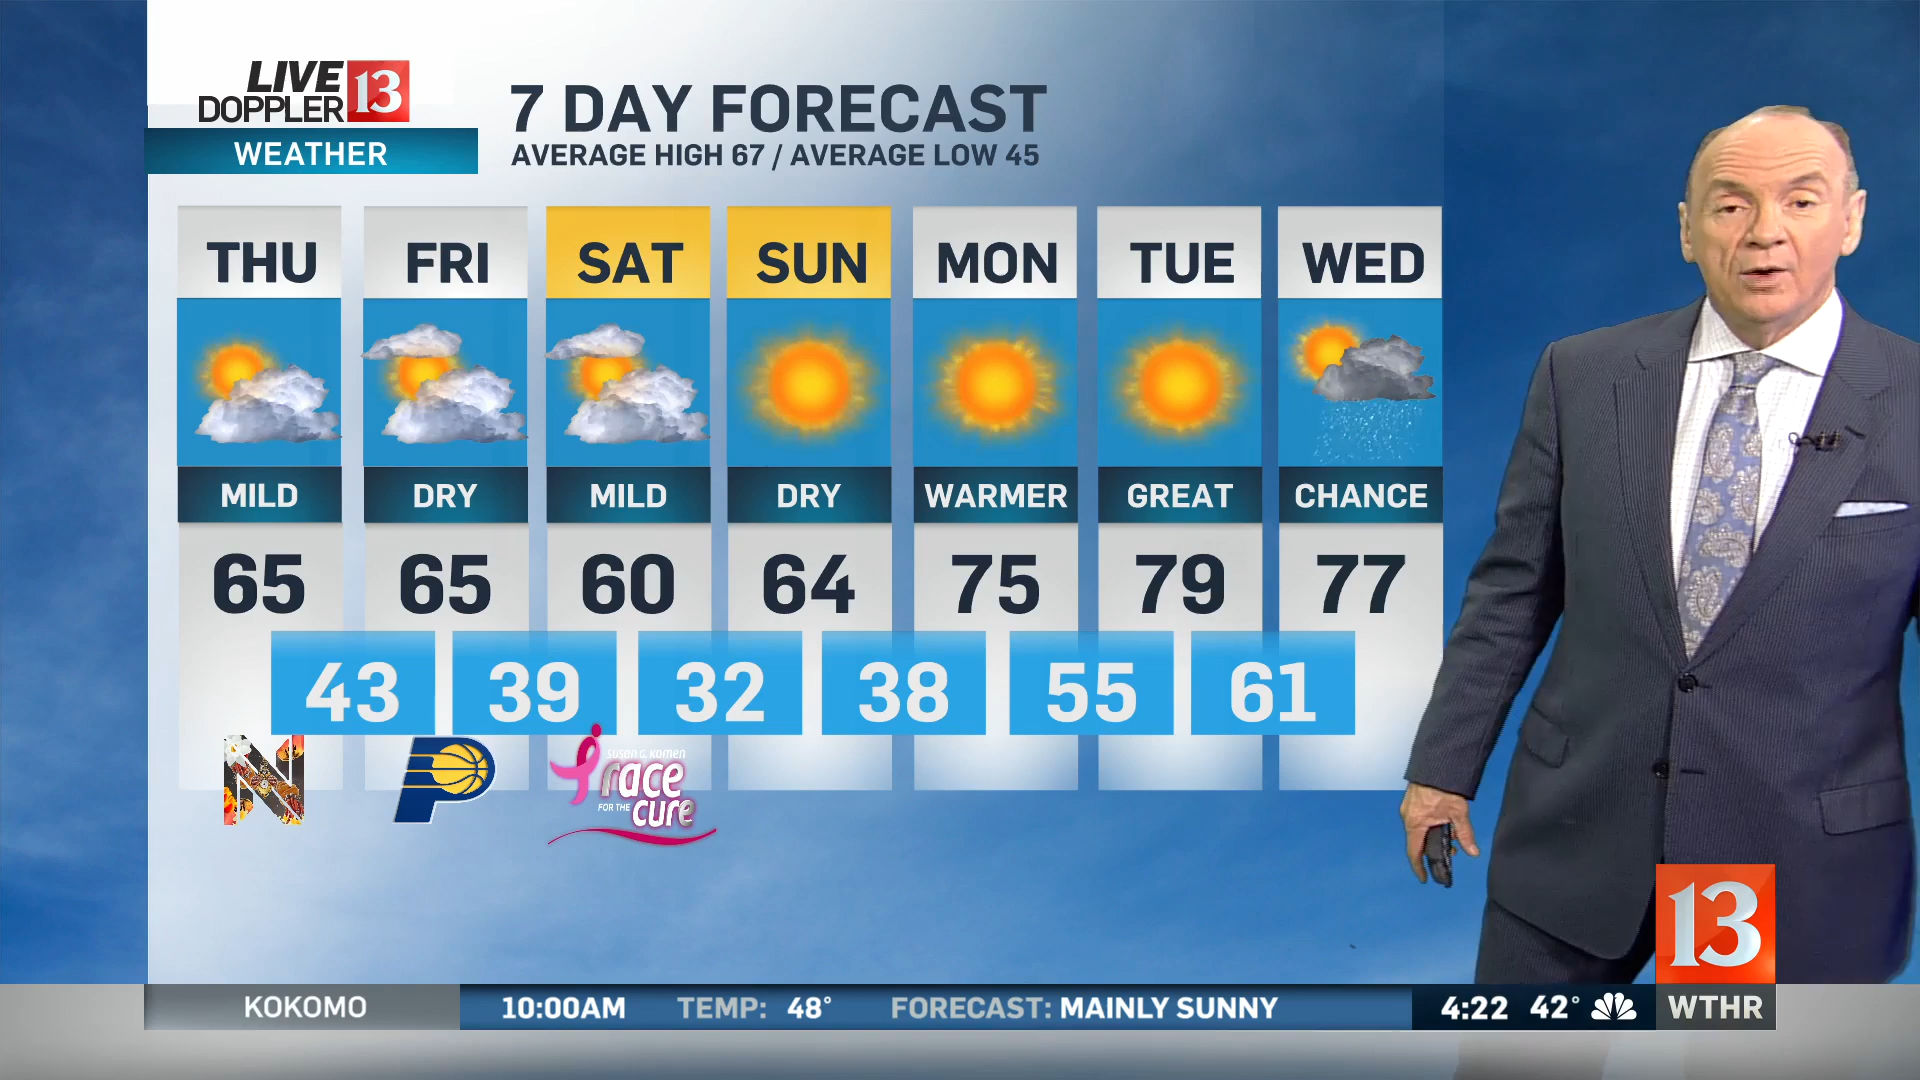 LIVE
DOPPLER 13
WEATHER
7 DAY FORECAST
AVERAGE HIGH 67 / AVERAGE LOW 45
THU FRI SAT SUN MON TUE WED
MILD DRY MILD DRY WARMER GREAT CHANCE
65 65 60 64 75 79 77
43 39 32 38 55 61
N
P
SUSAN G. KOMEN
race
FOR THE
cure
13
KOKOMO 10:00AM TEMP: 48° FORECAST: MAINLY SUNNY 4:22 42° WTHR